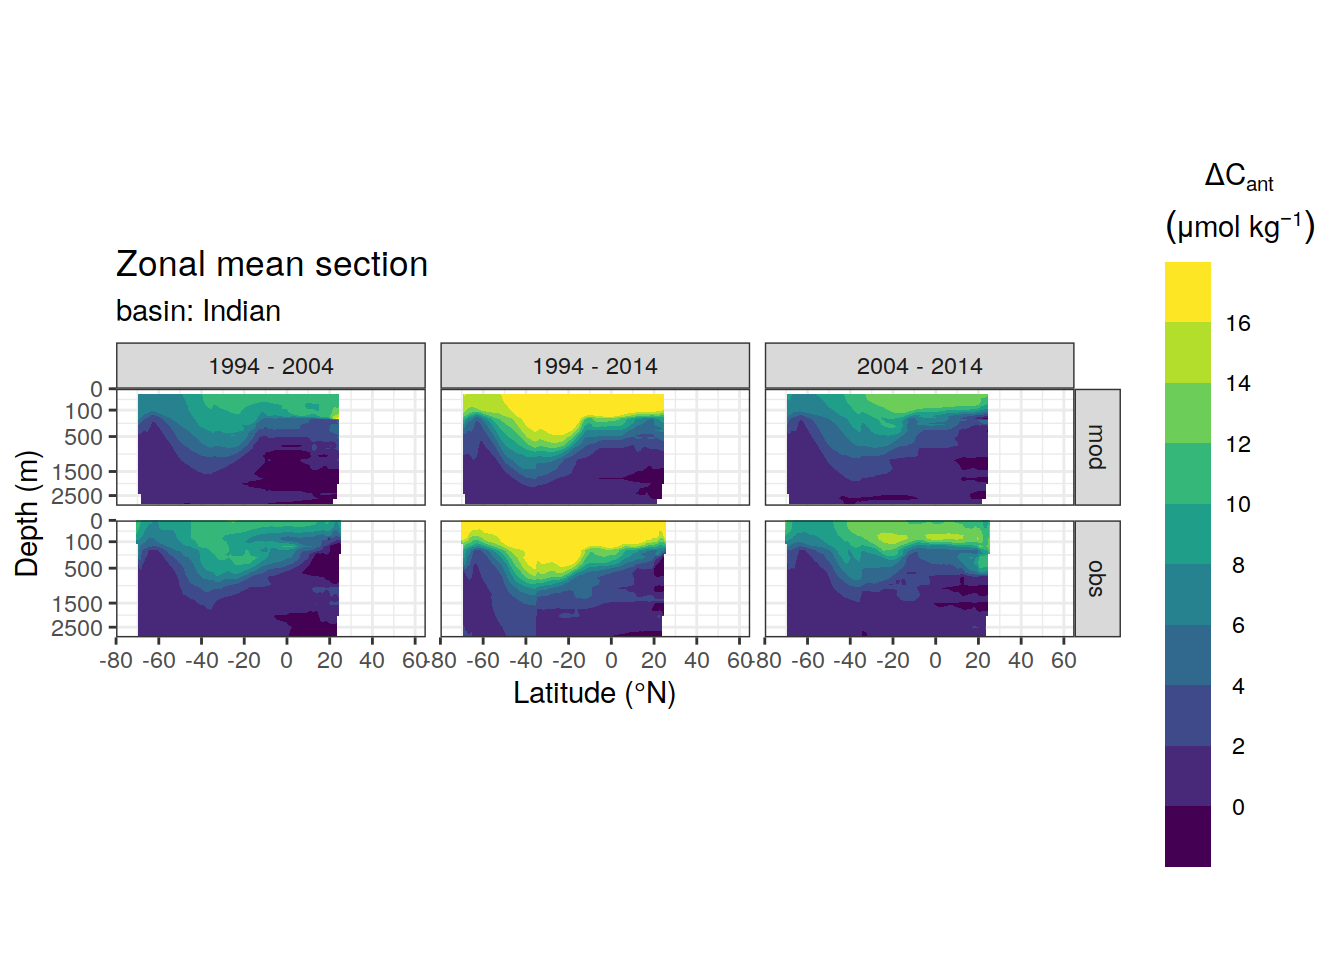 Zonal mean section
basin: Indian
1994 - 2004
1994 - 2014
2004 - 2014
0
100
500
1500
2500
mod
0
100
500
1500
2500
obs
-80 -60 -40 -20 0 20 40 60
-80 -60 -40 -20 0 20 40 60
-80 -60 -40 -20 0 20 40 60
Latitude (°N)
Depth (m)
ΔCant
(μmol kg⁻¹)
16
14
12
10
8
6
4
2
0